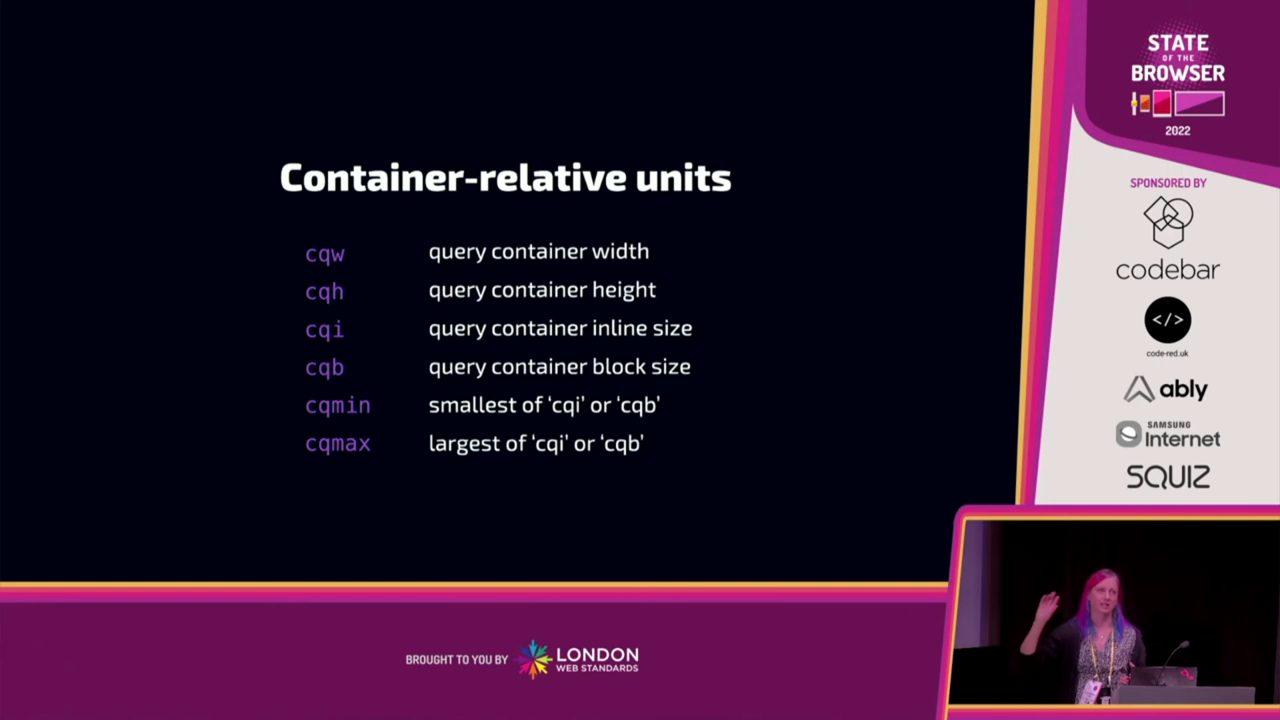 Container-relative units
cqw query container width
cqh query container height
cqi query container inline size
cqb query container block size
cqmin smallest of ‘cqi’ or ‘cqb’
cqmax largest of ‘cqi’ or ‘cqb’
STATE
OF THE
BROWSER
2022
SPONSORED BY
codebar
</>
code-red.uk
ably
SAMSUNG
Internet
SQUIZ
BROUGHT TO YOU BY
LONDON
WEB STANDARDS